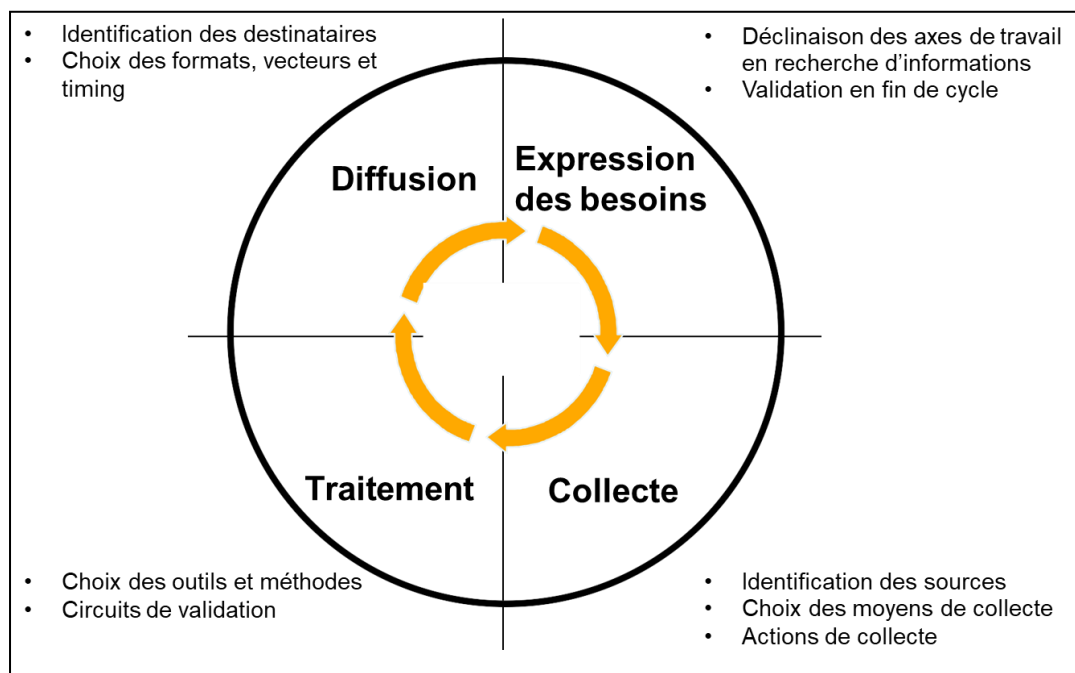 • Identification des destinataires
• Choix des formats, vecteurs et
timing
• Déclinaison des axes de travail
en recherche d’informations
• Validation en fin de cycle
Diffusion
Expression
des besoins
Traitement
Collecte
• Choix des outils et méthodes
• Circuits de validation
• Identification des sources
• Choix des moyens de collecte
• Actions de collecte